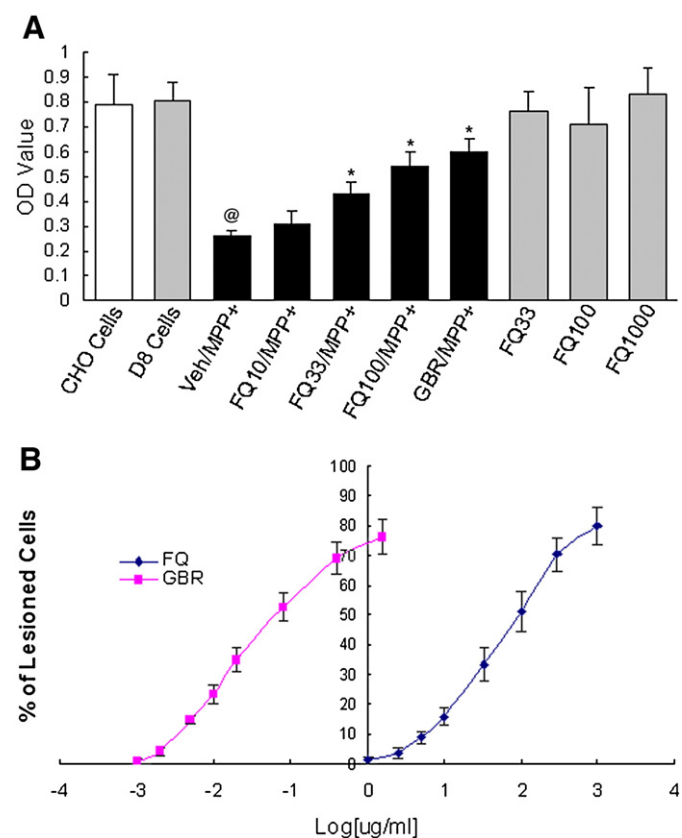 A
OD Value
1
0.9
0.8
0.7
0.6
0.5
0.4
0.3
0.2
0.1
0
@
*
*
*
CHO Cells
D8 Cells
Veh/MPP+
FQ10/MPP+
FQ33/MPP+
FQ100/MPP+
GBR/MPP+
FQ33
FQ100
FQ1000
B
% of Lesioned Cells
100
90
80
70
60
50
40
30
20
10
0
FQ
GBR
-4 -3 -2 -1 0 1 2 3 4
Log[ug/ml]